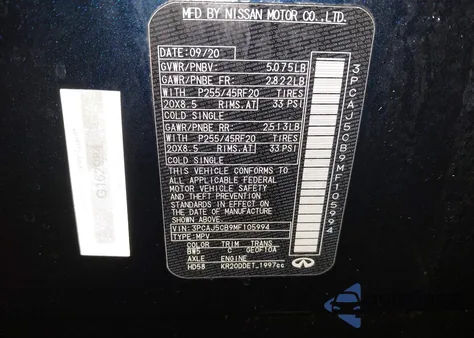 MFD BY NISSAN MOTOR CO.,LTD.
DATE: 09/20
GVWR/PNBV: 5075LB
GAWR/PNBE FR: 2822LB
WITH P255/45RF20 TIRES
20X8.5 RIMS.AT 33 PSI
COLD SINGLE
GAWR/PNBE RR: 2513LB
WITH P255/45RF20 TIRES
20X8.5 RIMS.AT 33 PSI
COLD SINGLE
THIS VEHICLE CONFORMS TO
ALL APPLICABLE FEDERAL
MOTOR VEHICLE SAFETY
AND THEFT PREVENTION
STANDARDS IN EFFECT ON
THE DATE OF MANUFACTURE
SHOWN ABOVE.
VIN: 3PCAJ5CB9MF105994
TYPE: MPV
COLOR TRIM TRANS
BW5 C GE0F10A
AXLE ENGINE
HD58 KR20DDET 1997cc
3PCAJ5CB9MF105994